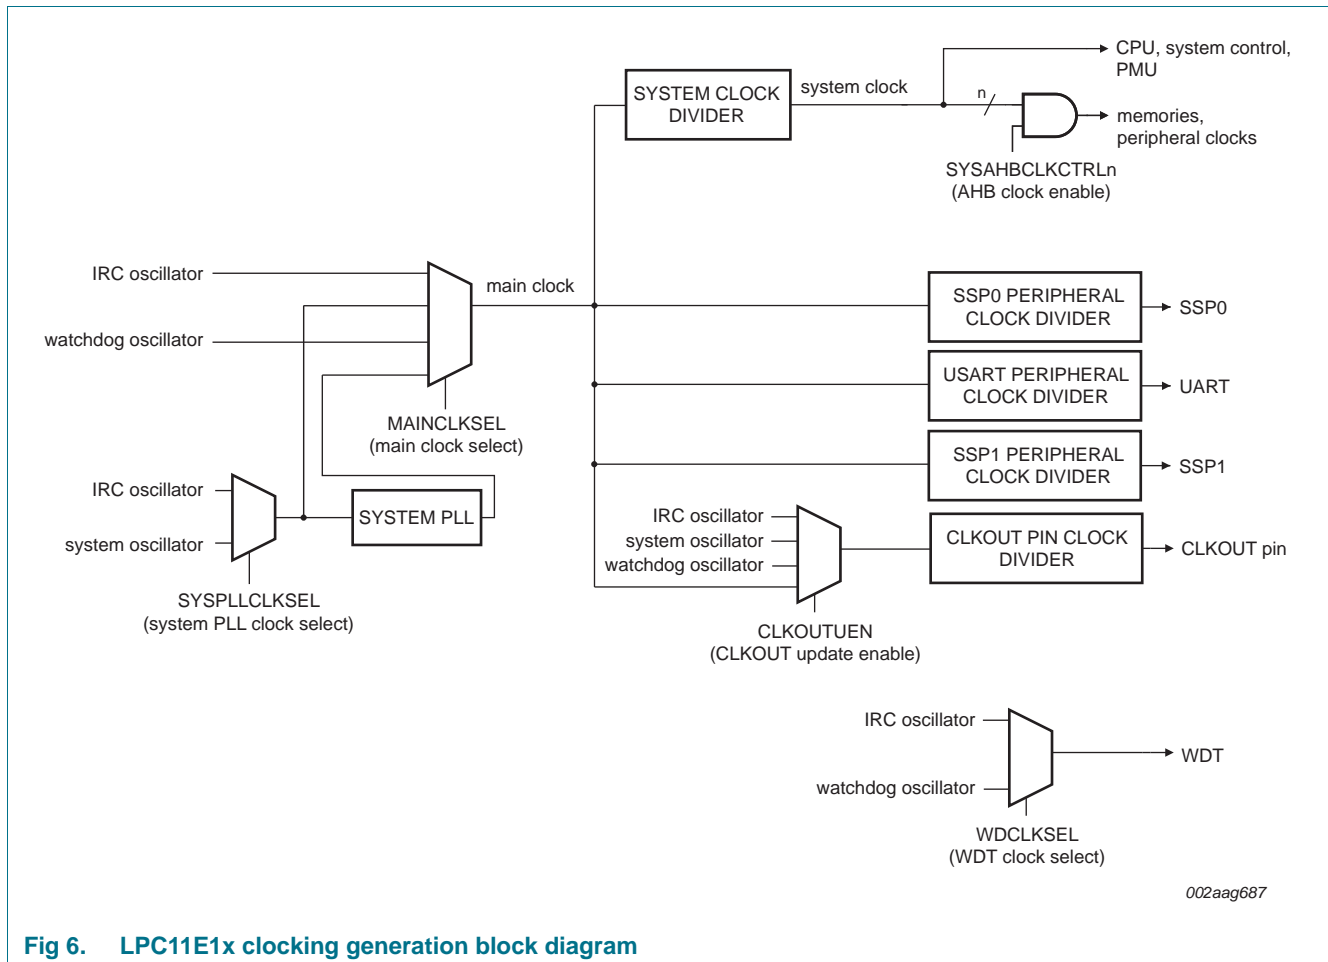 CPU, system control,
PMU
SYSTEM CLOCK
DIVIDER
system clock
n
memories,
peripheral clocks
SYSAHBCLKCTRLn
(AHB clock enable)
IRC oscillator
main clock
watchdog oscillator
MAINCLKSEL
(main clock select)
SSP0 PERIPHERAL
CLOCK DIVIDER
SSP0
USART PERIPHERAL
CLOCK DIVIDER
UART
SSP1 PERIPHERAL
CLOCK DIVIDER
SSP1
IRC oscillator
system oscillator
SYSTEM PLL
SYSPLLCLKSEL
(system PLL clock select)
IRC oscillator
system oscillator
watchdog oscillator
CLKOUT PIN CLOCK
DIVIDER
CLKOUT pin
CLKOUTUEN
(CLKOUT update enable)
IRC oscillator
watchdog oscillator
WDT
WDCLKSEL
(WDT clock select)
002aag687
Fig 6. LPC11E1x clocking generation block diagram